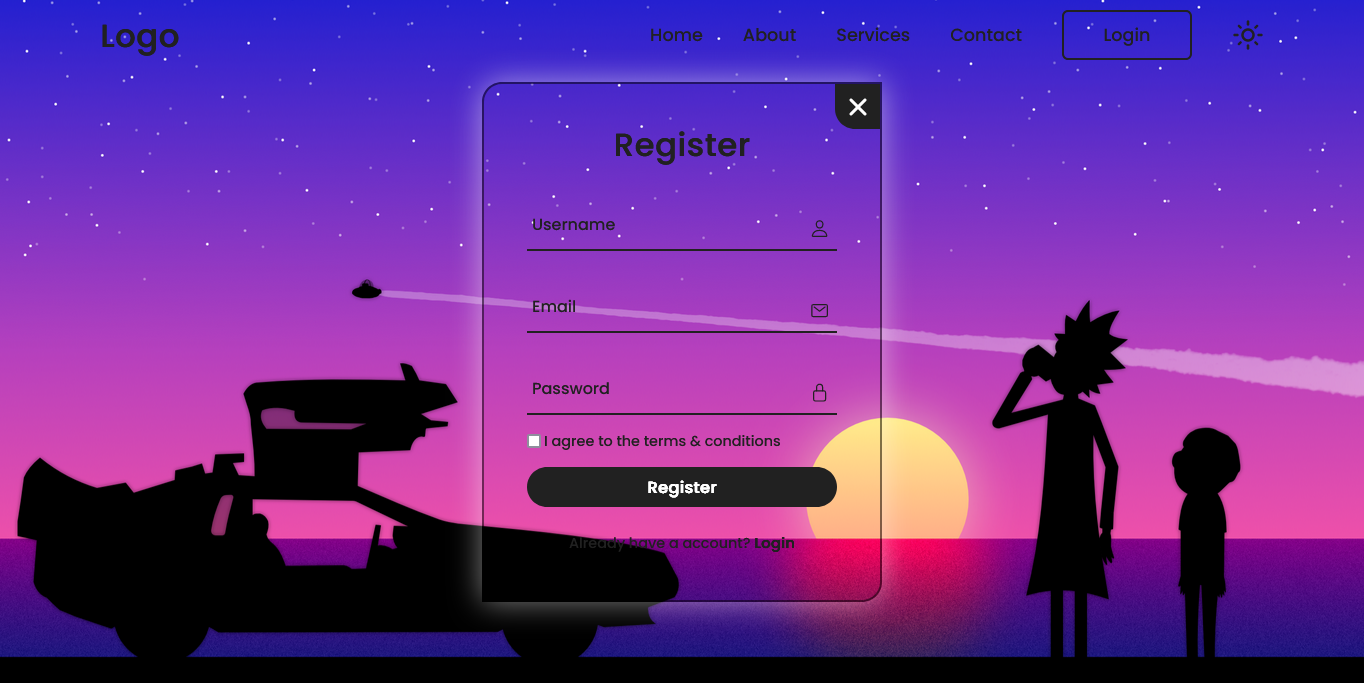 Logo
Home About Services Contact Login
Register
Username
Email
Password
I agree to the terms & conditions
Register
Already have a account? Login